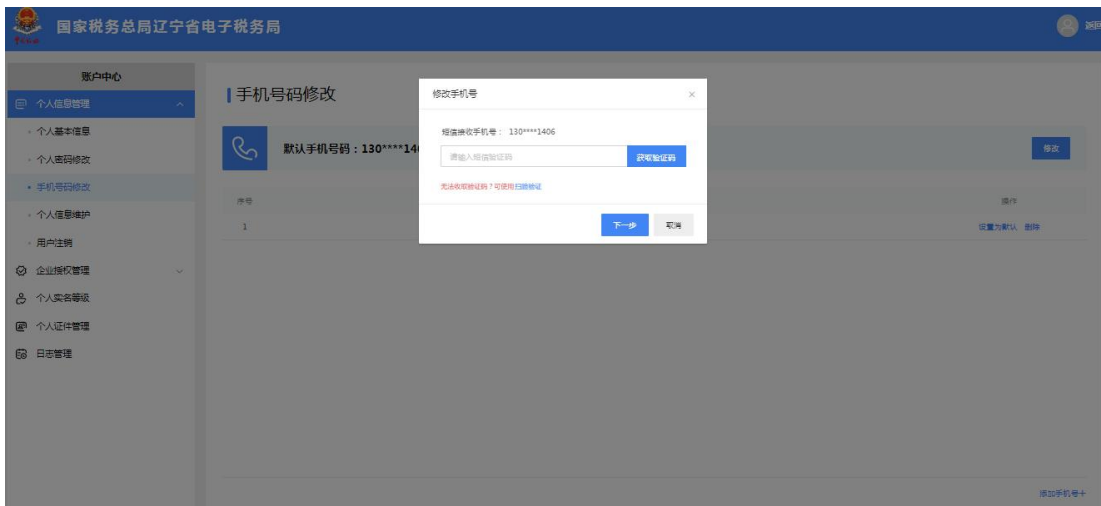 国家税务总局辽宁省电子税务局
返回
账户中心
个人信息管理
个人基本信息
个人密码修改
手机号码修改
个人信息维护
用户注销
企业授权管理
个人实名等级
个人证件管理
日志管理
手机号码修改
默认手机号码：130****14
修改
序号
操作
1
设置为默认 删除
添加手机号+
修改手机号
×
短信接收手机号： 130****1406
请输入短信验证码
获取验证码
无法收取验证码？可使用扫脸验证
下一步
取消